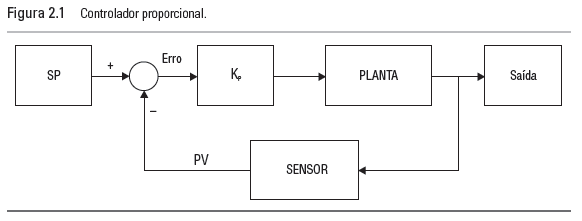 Figura 2.1 Controlador proporcional.
SP
+
Erro
Kp
PLANTA
Saída
–
PV
SENSOR